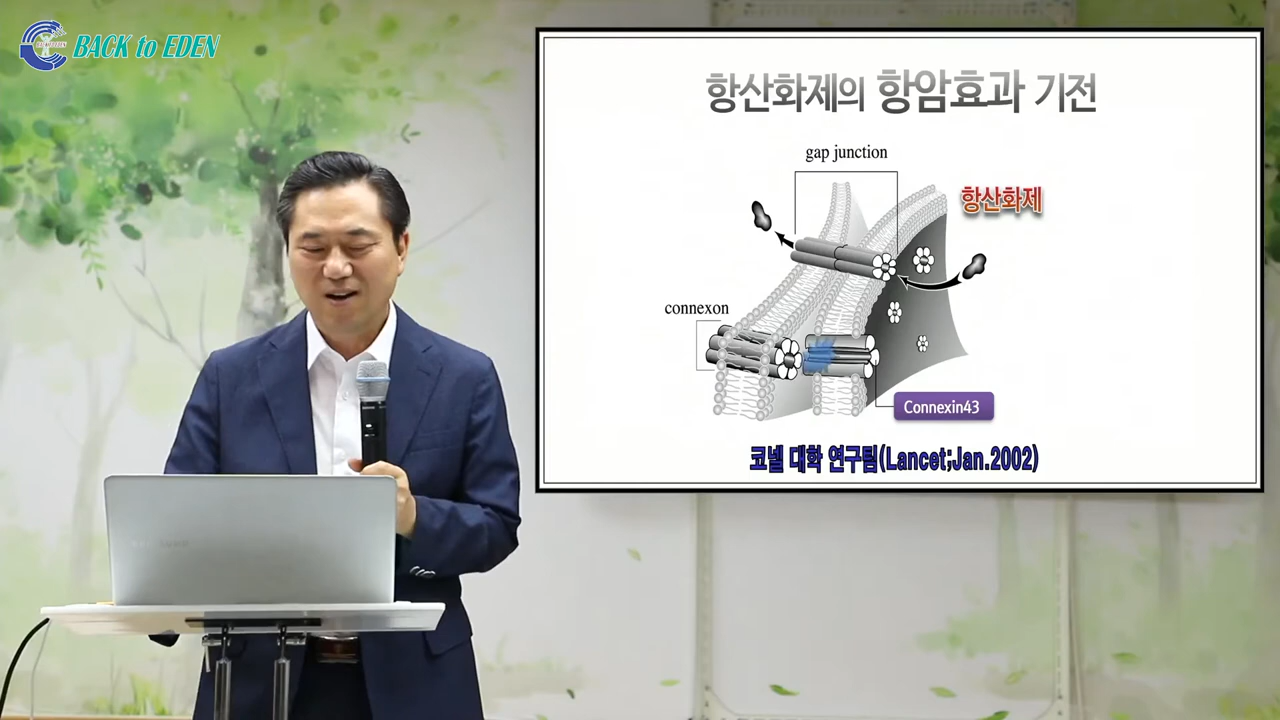 BACK to EDEN
항산화제의 항암효과 기전
gap junction
항산화제
connexon
Connexin43
코넬 대학 연구팀(Lancet;Jan.2002)